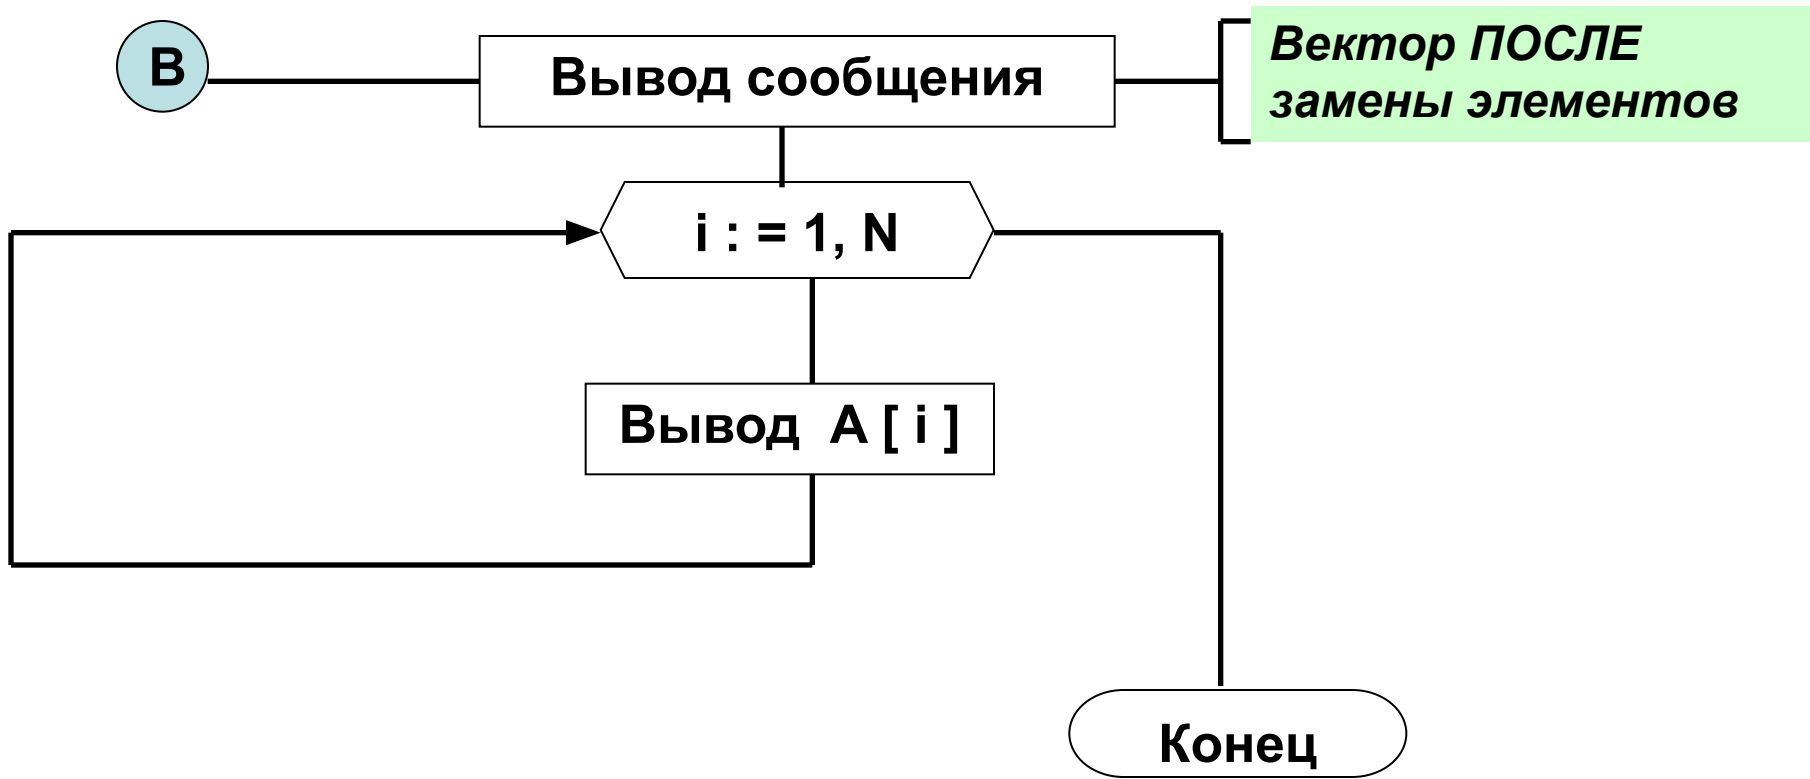 В
Вывод сообщения
Вектор ПОСЛЕ
замены элементов
i : = 1, N
Вывод A [ i ]
Конец